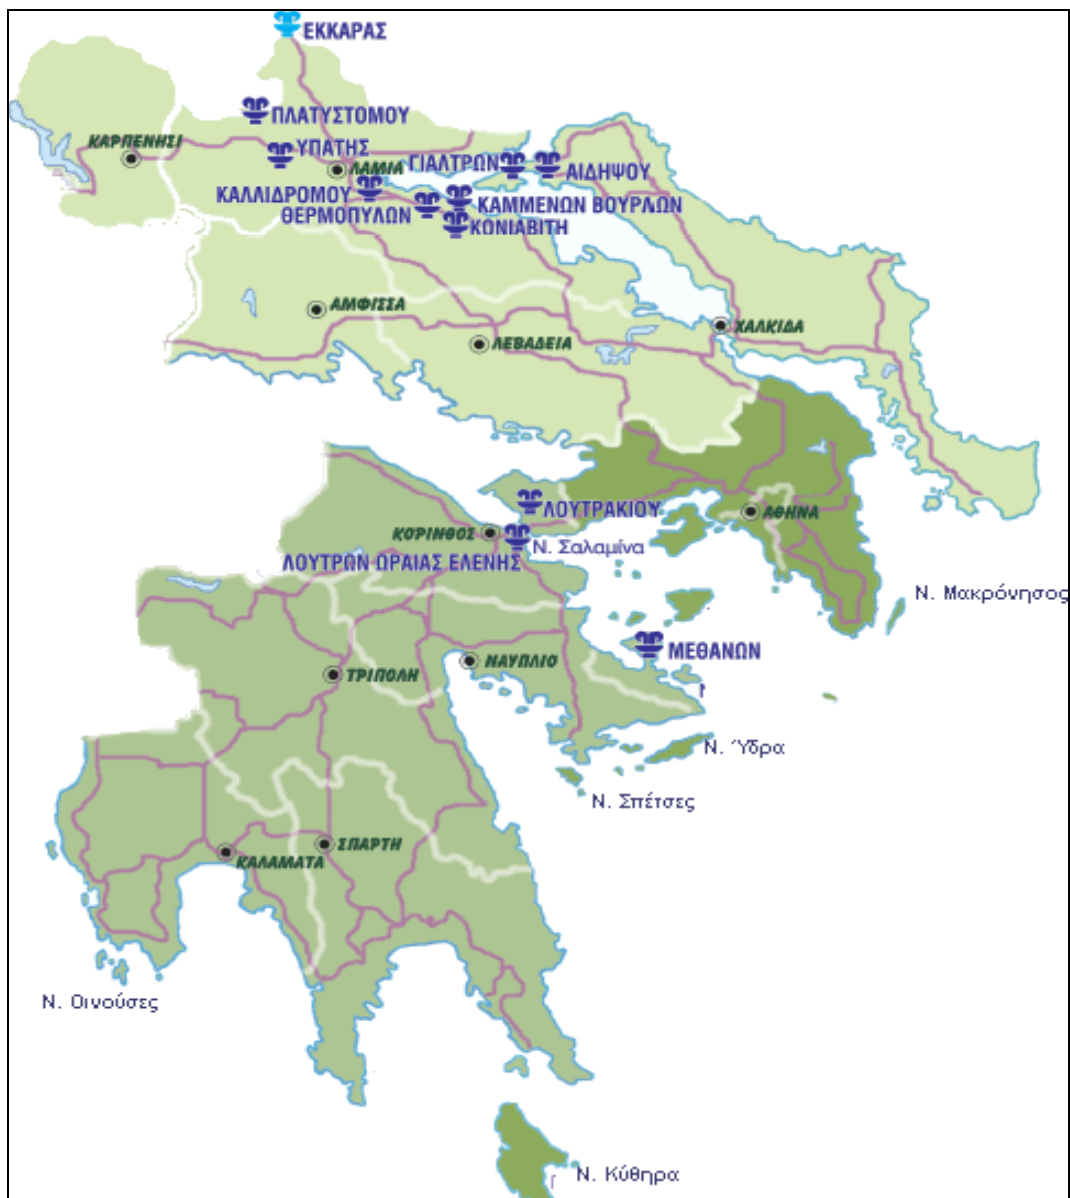 ΕΚΚΑΡΑΣ
ΠΛΑΤΥΣΤΟΜΟΥ
ΚΑΡΠΕΝΗΣΙ
ΥΠΑΤΗΣ
ΛΑΜΙΑ
ΓΙΑΛΤΡΩΝ
ΑΙΔΗΨΟΥ
ΚΑΛΛΙΔΡΟΜΟΥ
ΘΕΡΜΟΠΥΛΩΝ
ΚΑΜΜΕΝΩΝ ΒΟΥΡΛΩΝ
ΚΟΝΙΑΒΙΤΗ
ΑΜΦΙΣΣΑ
ΧΑΛΚΙΔΑ
ΛΕΒΑΔΕΙΑ
ΛΟΥΤΡΑΚΙΟΥ
ΑΘΗΝΑ
ΚΟΡΙΝΘΟΣ
Ν. Σαλαμίνα
ΛΟΥΤΡΩΝ ΩΡΑΙΑΣ ΕΛΕΝΗΣ
Ν. Μακρόνησος
ΜΕΘΑΝΩΝ
ΝΑΥΠΛΙΟ
ΤΡΙΠΟΛΗ
Ν. Ύδρα
Ν. Σπέτσες
ΣΠΑΡΤΗ
ΚΑΛΑΜΑΤΑ
Ν. Οινούσες
Ν. Κύθηρα